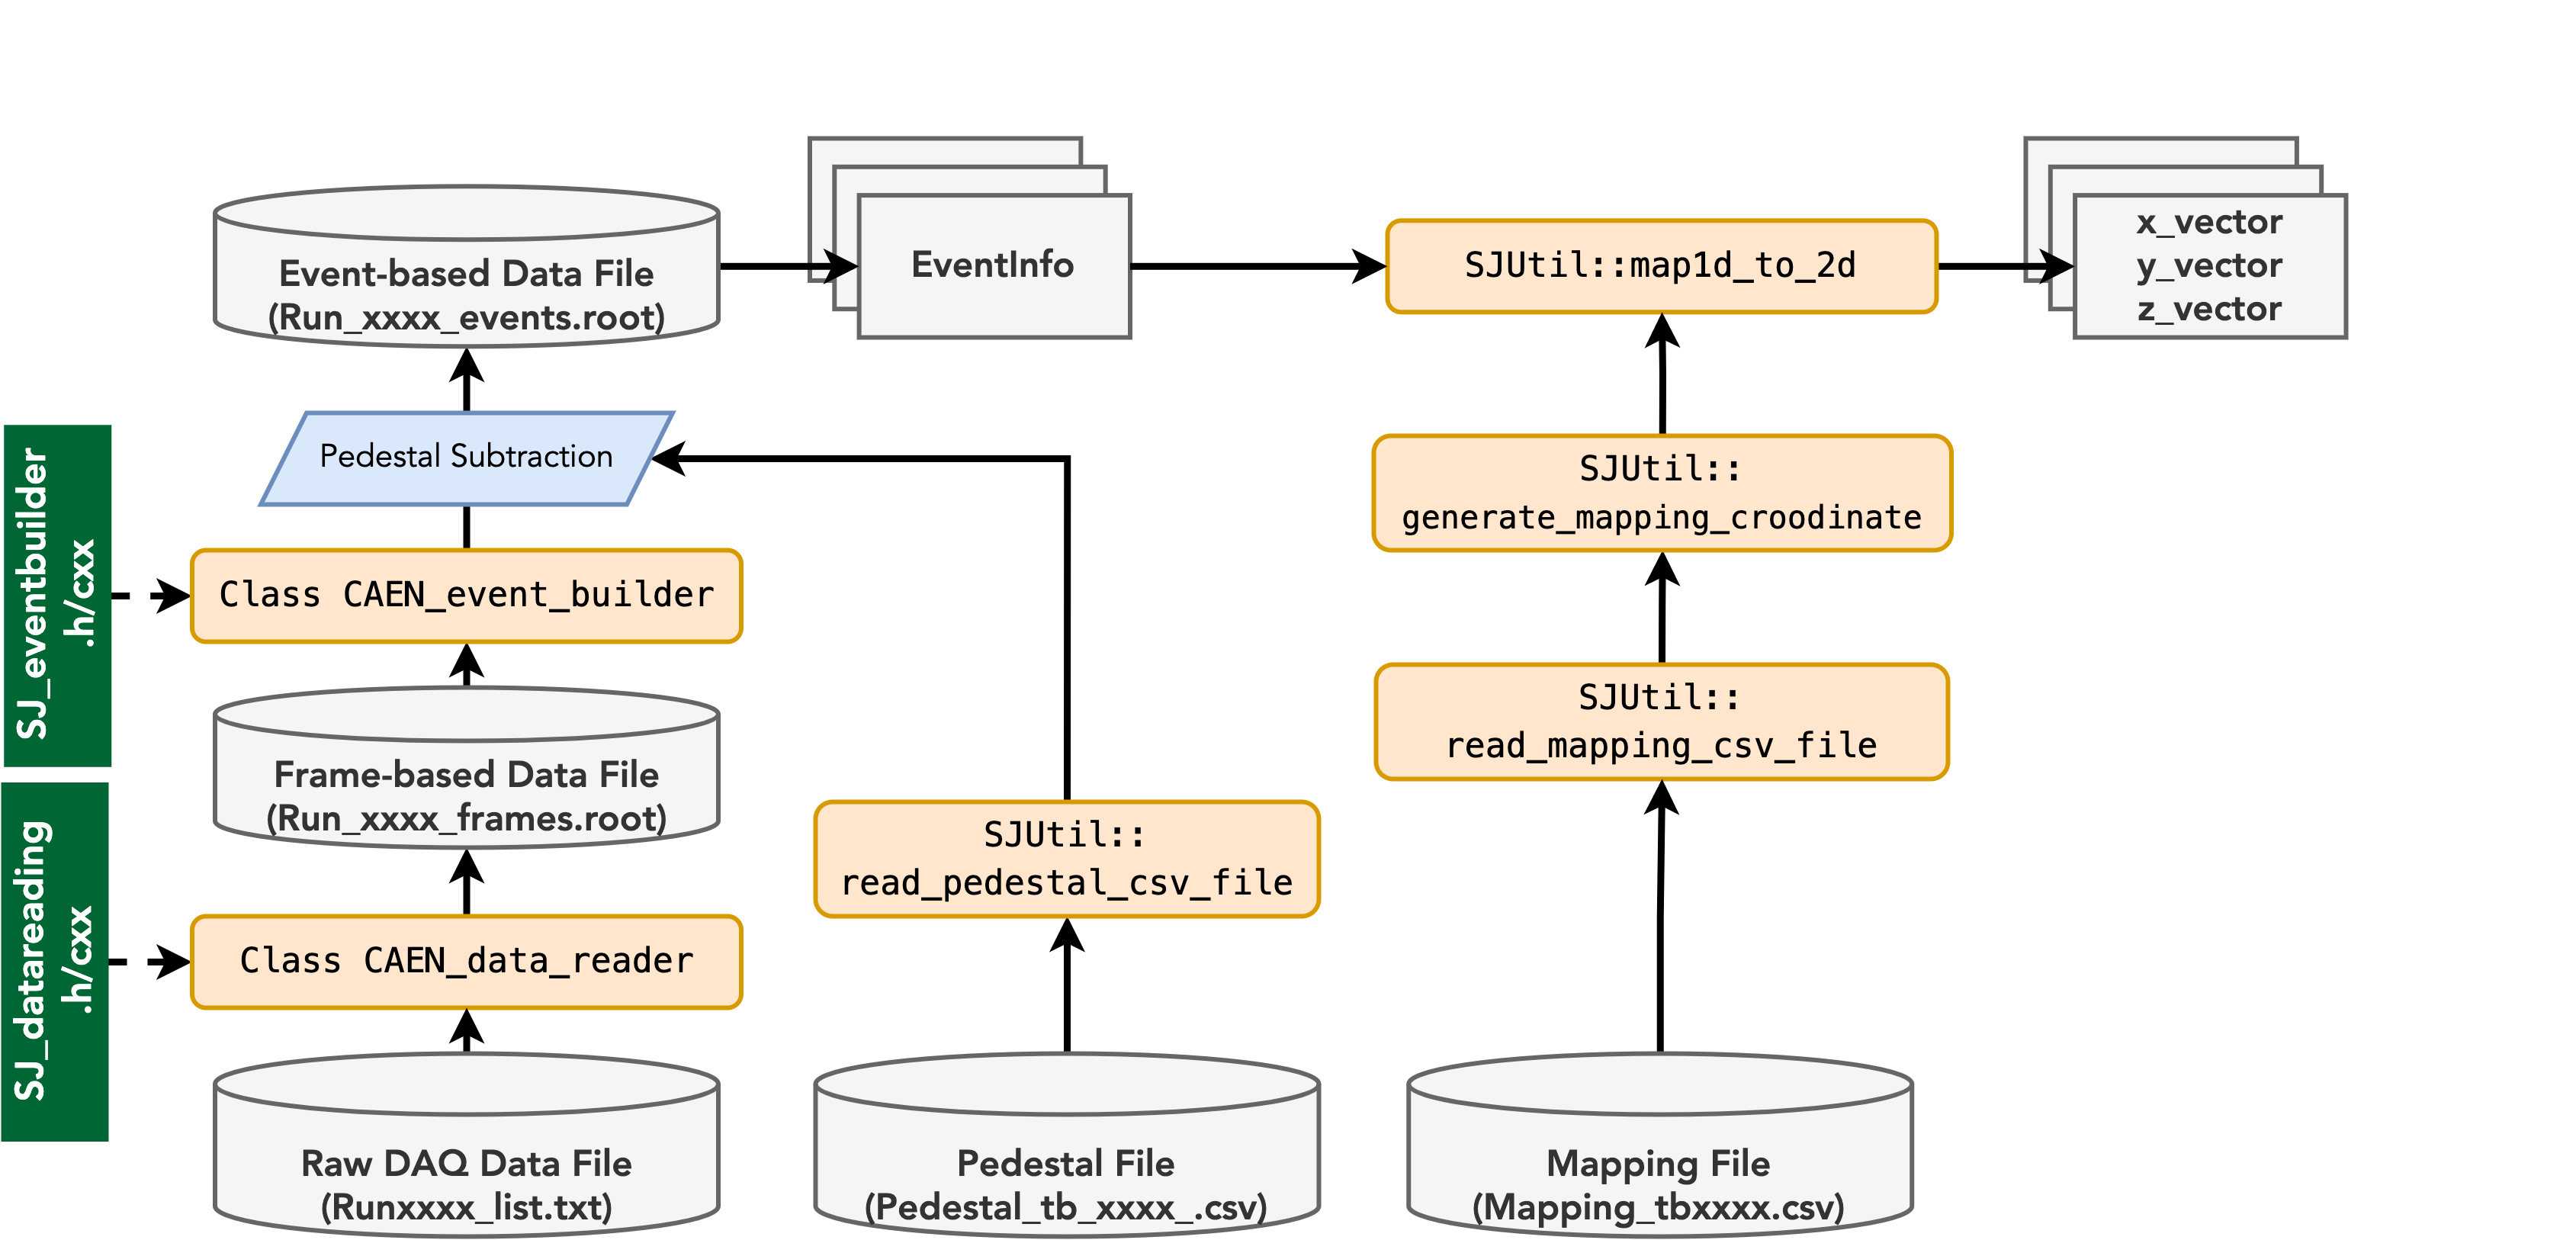 Event-based Data File
(Run_xxxx_events.root)
EventInfo
SJUtil::map1d_to_2d
x_vector
y_vector
z_vector
Pedestal Subtraction
SJUtil::
generate_mapping_croodinate
SJ_eventbuilder
.h/cxx
Class CAEN_event_builder
SJUtil::
read_mapping_csv_file
Frame-based Data File
(Run_xxxx_frames.root)
SJUtil::
read_pedestal_csv_file
SJ_datareading
.h/cxx
Class CAEN_data_reader
Raw DAQ Data File
(Runxxxx_list.txt)
Pedestal File
(Pedestal_tb_xxxx_.csv)
Mapping File
(Mapping_tbxxxx.csv)